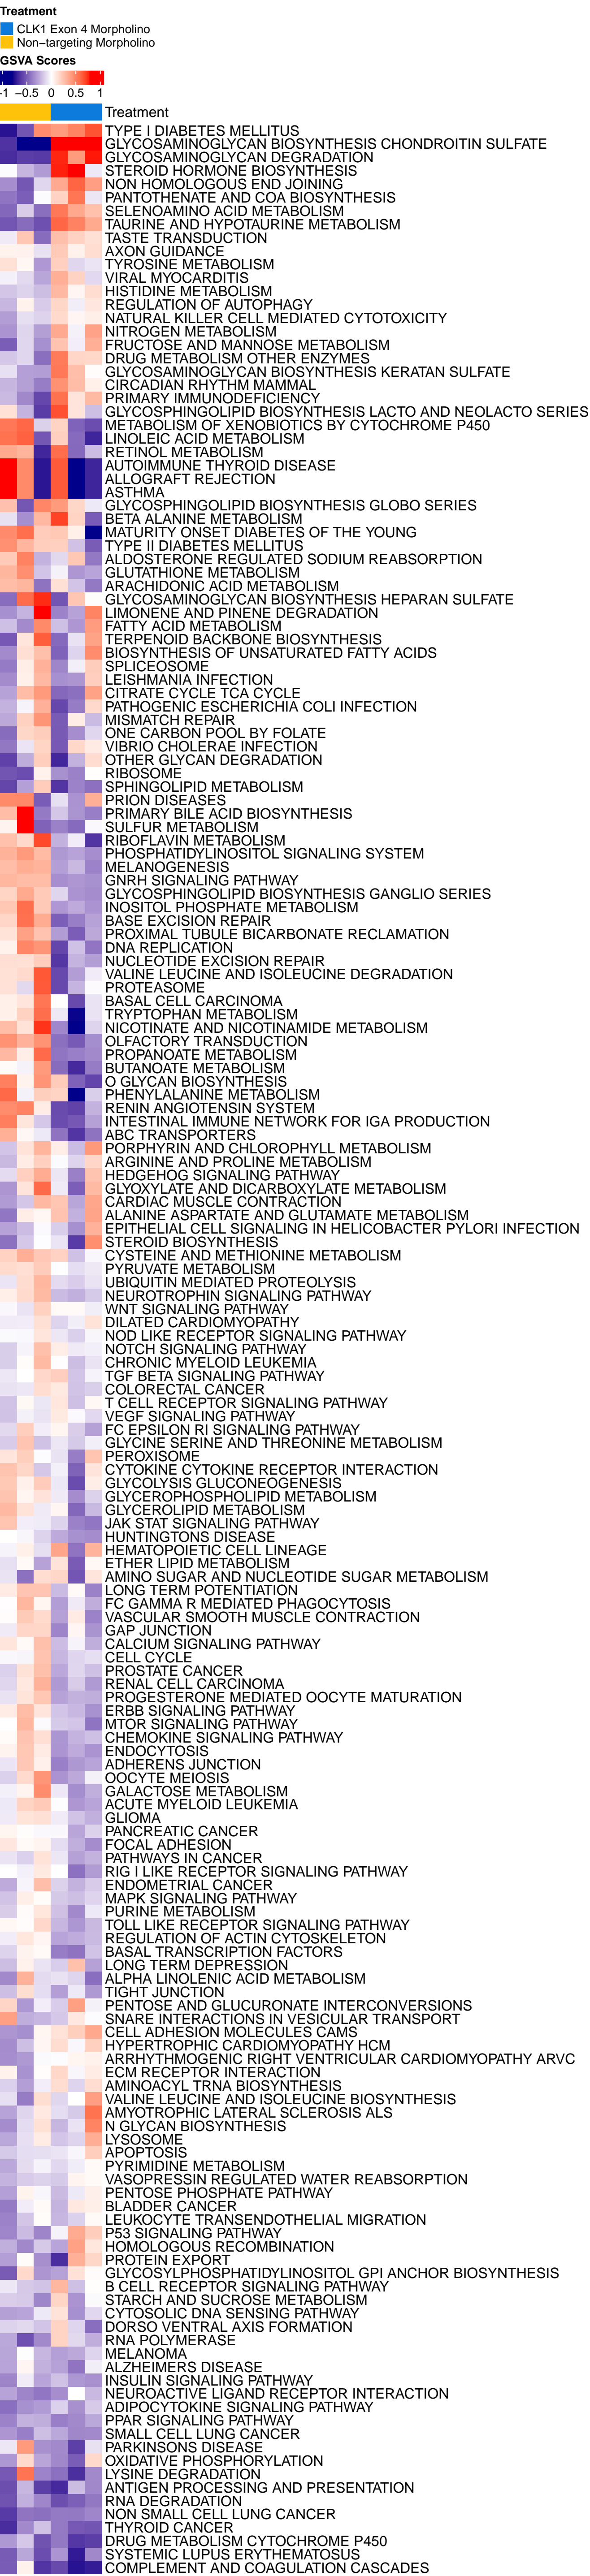 Treatment
CLK1 Exon 4 Morpholino
Non−targeting Morpholino
GSVA Scores
-1 −0.5 0 0.5 1
Treatment
TYPE I DIABETES MELLITUS
GLYCOSAMINOGLYCAN BIOSYNTHESIS CHONDROITIN SULFATE
GLYCOSAMINOGLYCAN DEGRADATION
STEROID HORMONE BIOSYNTHESIS
NON HOMOLOGOUS END JOINING
PANTOTHENATE AND COA BIOSYNTHESIS
SELENOAMINO ACID METABOLISM
TAURINE AND HYPOTAURINE METABOLISM
TASTE TRANSDUCTION
AXON GUIDANCE
TYROSINE METABOLISM
VIRAL MYOCARDITIS
HISTIDINE METABOLISM
REGULATION OF AUTOPHAGY
NATURAL KILLER CELL MEDIATED CYTOTOXICITY
NITROGEN METABOLISM
FRUCTOSE AND MANNOSE METABOLISM
DRUG METABOLISM OTHER ENZYMES
GLYCOSAMINOGLYCAN BIOSYNTHESIS KERATAN SULFATE
CIRCADIAN RHYTHM MAMMAL
PRIMARY IMMUNODEFICIENCY
GLYCOSPHINGOLIPID BIOSYNTHESIS LACTO AND NEOLACTO SERIES
METABOLISM OF XENOBIOTICS BY CYTOCHROME P450
LINOLEIC ACID METABOLISM
RETINOL METABOLISM
AUTOIMMUNE THYROID DISEASE
ALLOGRAFT REJECTION
ASTHMA
GLYCOSPHINGOLIPID BIOSYNTHESIS GLOBO SERIES
BETA ALANINE METABOLISM
MATURITY ONSET DIABETES OF THE YOUNG
TYPE II DIABETES MELLITUS
ALDOSTERONE REGULATED SODIUM REABSORPTION
GLUTATHIONE METABOLISM
ARACHIDONIC ACID METABOLISM
GLYCOSAMINOGLYCAN BIOSYNTHESIS HEPARAN SULFATE
LIMONENE AND PINENE DEGRADATION
FATTY ACID METABOLISM
TERPENOID BACKBONE BIOSYNTHESIS
BIOSYNTHESIS OF UNSATURATED FATTY ACIDS
SPLICEOSOME
LEISHMANIA INFECTION
CITRATE CYCLE TCA CYCLE
PATHOGENIC ESCHERICHIA COLI INFECTION
MISMATCH REPAIR
ONE CARBON POOL BY FOLATE
VIBRIO CHOLERAE INFECTION
OTHER GLYCAN DEGRADATION
RIBOSOME
SPHINGOLIPID METABOLISM
PRION DISEASES
PRIMARY BILE ACID BIOSYNTHESIS
SULFUR METABOLISM
RIBOFLAVIN METABOLISM
PHOSPHATIDYLINOSITOL SIGNALING SYSTEM
MELANOGENESIS
GNRH SIGNALING PATHWAY
GLYCOSPHINGOLIPID BIOSYNTHESIS GANGLIO SERIES
INOSITOL PHOSPHATE METABOLISM
BASE EXCISION REPAIR
PROXIMAL TUBULE BICARBONATE RECLAMATION
DNA REPLICATION
NUCLEOTIDE EXCISION REPAIR
VALINE LEUCINE AND ISOLEUCINE DEGRADATION
PROTEASOME
BASAL CELL CARCINOMA
TRYPTOPHAN METABOLISM
NICOTINATE AND NICOTINAMIDE METABOLISM
OLFACTORY TRANSDUCTION
PROPANOATE METABOLISM
BUTANOATE METABOLISM
O GLYCAN BIOSYNTHESIS
PHENYLALANINE METABOLISM
RENIN ANGIOTENSIN SYSTEM
INTESTINAL IMMUNE NETWORK FOR IGA PRODUCTION
ABC TRANSPORTERS
PORPHYRIN AND CHLOROPHYLL METABOLISM
ARGININE AND PROLINE METABOLISM
HEDGEHOG SIGNALING PATHWAY
GLYOXYLATE AND DICARBOXYLATE METABOLISM
CARDIAC MUSCLE CONTRACTION
ALANINE ASPARTATE AND GLUTAMATE METABOLISM
EPITHELIAL CELL SIGNALING IN HELICOBACTER PYLORI INFECTION
STEROID BIOSYNTHESIS
CYSTEINE AND METHIONINE METABOLISM
PYRUVATE METABOLISM
UBIQUITIN MEDIATED PROTEOLYSIS
NEUROTROPHIN SIGNALING PATHWAY
WNT SIGNALING PATHWAY
DILATED CARDIOMYOPATHY
NOD LIKE RECEPTOR SIGNALING PATHWAY
NOTCH SIGNALING PATHWAY
CHRONIC MYELOID LEUKEMIA
TGF BETA SIGNALING PATHWAY
COLORECTAL CANCER
T CELL RECEPTOR SIGNALING PATHWAY
VEGF SIGNALING PATHWAY
FC EPSILON RI SIGNALING PATHWAY
GLYCINE SERINE AND THREONINE METABOLISM
PEROXISOME
CYTOKINE CYTOKINE RECEPTOR INTERACTION
GLYCOLYSIS GLUCONEOGENESIS
GLYCEROPHOSPHOLIPID METABOLISM
GLYCEROLIPID METABOLISM
JAK STAT SIGNALING PATHWAY
HUNTINGTONS DISEASE
HEMATOPOIETIC CELL LINEAGE
ETHER LIPID METABOLISM
AMINO SUGAR AND NUCLEOTIDE SUGAR METABOLISM
LONG TERM POTENTIATION
FC GAMMA R MEDIATED PHAGOCYTOSIS
VASCULAR SMOOTH MUSCLE CONTRACTION
GAP JUNCTION
CALCIUM SIGNALING PATHWAY
CELL CYCLE
PROSTATE CANCER
RENAL CELL CARCINOMA
PROGESTERONE MEDIATED OOCYTE MATURATION
ERBB SIGNALING PATHWAY
MTOR SIGNALING PATHWAY
CHEMOKINE SIGNALING PATHWAY
ENDOCYTOSIS
ADHERENS JUNCTION
OOCYTE MEIOSIS
GALACTOSE METABOLISM
ACUTE MYELOID LEUKEMIA
GLIOMA
PANCREATIC CANCER
FOCAL ADHESION
PATHWAYS IN CANCER
RIG I LIKE RECEPTOR SIGNALING PATHWAY
ENDOMETRIAL CANCER
MAPK SIGNALING PATHWAY
PURINE METABOLISM
TOLL LIKE RECEPTOR SIGNALING PATHWAY
REGULATION OF ACTIN CYTOSKELETON
BASAL TRANSCRIPTION FACTORS
LONG TERM DEPRESSION
ALPHA LINOLENIC ACID METABOLISM
TIGHT JUNCTION
PENTOSE AND GLUCURONATE INTERCONVERSIONS
SNARE INTERACTIONS IN VESICULAR TRANSPORT
CELL ADHESION MOLECULES CAMS
HYPERTROPHIC CARDIOMYOPATHY HCM
ARRHYTHMOGENIC RIGHT VENTRICULAR CARDIOMYOPATHY ARVC
ECM RECEPTOR INTERACTION
AMINOACYL TRNA BIOSYNTHESIS
VALINE LEUCINE AND ISOLEUCINE BIOSYNTHESIS
AMYOTROPHIC LATERAL SCLEROSIS ALS
N GLYCAN BIOSYNTHESIS
LYSOSOME
APOPTOSIS
PYRIMIDINE METABOLISM
VASOPRESSIN REGULATED WATER REABSORPTION
PENTOSE PHOSPHATE PATHWAY
BLADDER CANCER
LEUKOCYTE TRANSENDOTHELIAL MIGRATION
P53 SIGNALING PATHWAY
HOMOLOGOUS RECOMBINATION
PROTEIN EXPORT
GLYCOSYLPHOSPHATIDYLINOSITOL GPI ANCHOR BIOSYNTHESIS
B CELL RECEPTOR SIGNALING PATHWAY
STARCH AND SUCROSE METABOLISM
CYTOSOLIC DNA SENSING PATHWAY
DORSO VENTRAL AXIS FORMATION
RNA POLYMERASE
MELANOMA
ALZHEIMERS DISEASE
INSULIN SIGNALING PATHWAY
NEUROACTIVE LIGAND RECEPTOR INTERACTION
ADIPOCYTOKINE SIGNALING PATHWAY
PPAR SIGNALING PATHWAY
SMALL CELL LUNG CANCER
PARKINSONS DISEASE
OXIDATIVE PHOSPHORYLATION
LYSINE DEGRADATION
ANTIGEN PROCESSING AND PRESENTATION
RNA DEGRADATION
NON SMALL CELL LUNG CANCER
THYROID CANCER
DRUG METABOLISM CYTOCHROME P450
SYSTEMIC LUPUS ERYTHEMATOSUS
COMPLEMENT AND COAGULATION CASCADES